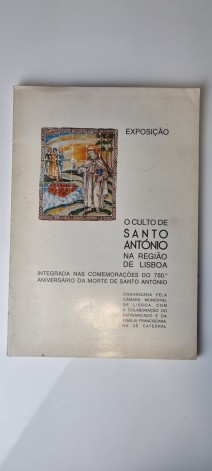 EXPOSIÇÃO
O CULTO DE
SANTO
ANTÓNIO
NA REGIÃO
DE LISBOA
INTEGRADA NAS COMEMORAÇÕES DO 750.º
ANIVERSÁRIO DA MORTE DE SANTO ANTÓNIO
ORGANIZADA PELA
CÂMARA MUNICIPAL
DE LISBOA, COM
A COLABORAÇÃO DO
PATRIARCADO E DA
FAMÍLIA FRANCISCANA,
NA SÉ CATEDRAL